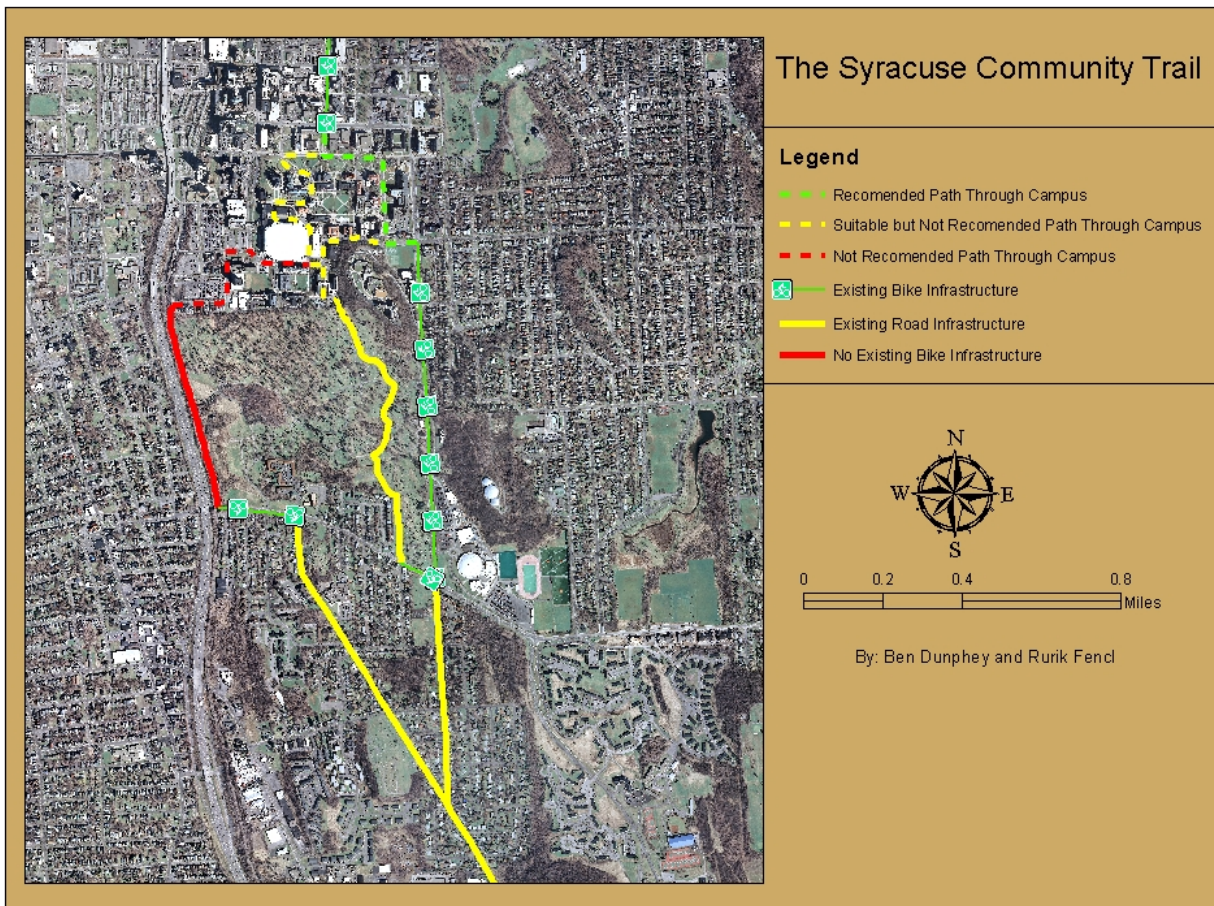 The Syracuse Community Trail
Legend
Recomended Path Through Campus
Suitable but Not Recomended Path Through Campus
Not Recomended Path Through Campus
Existing Bike Infrastructure
Existing Road Infrastructure
No Existing Bike Infrastructure
N
W E
S
0 0.2 0.4 0.8
Miles
By: Ben Dunphey and Rurik Fencl